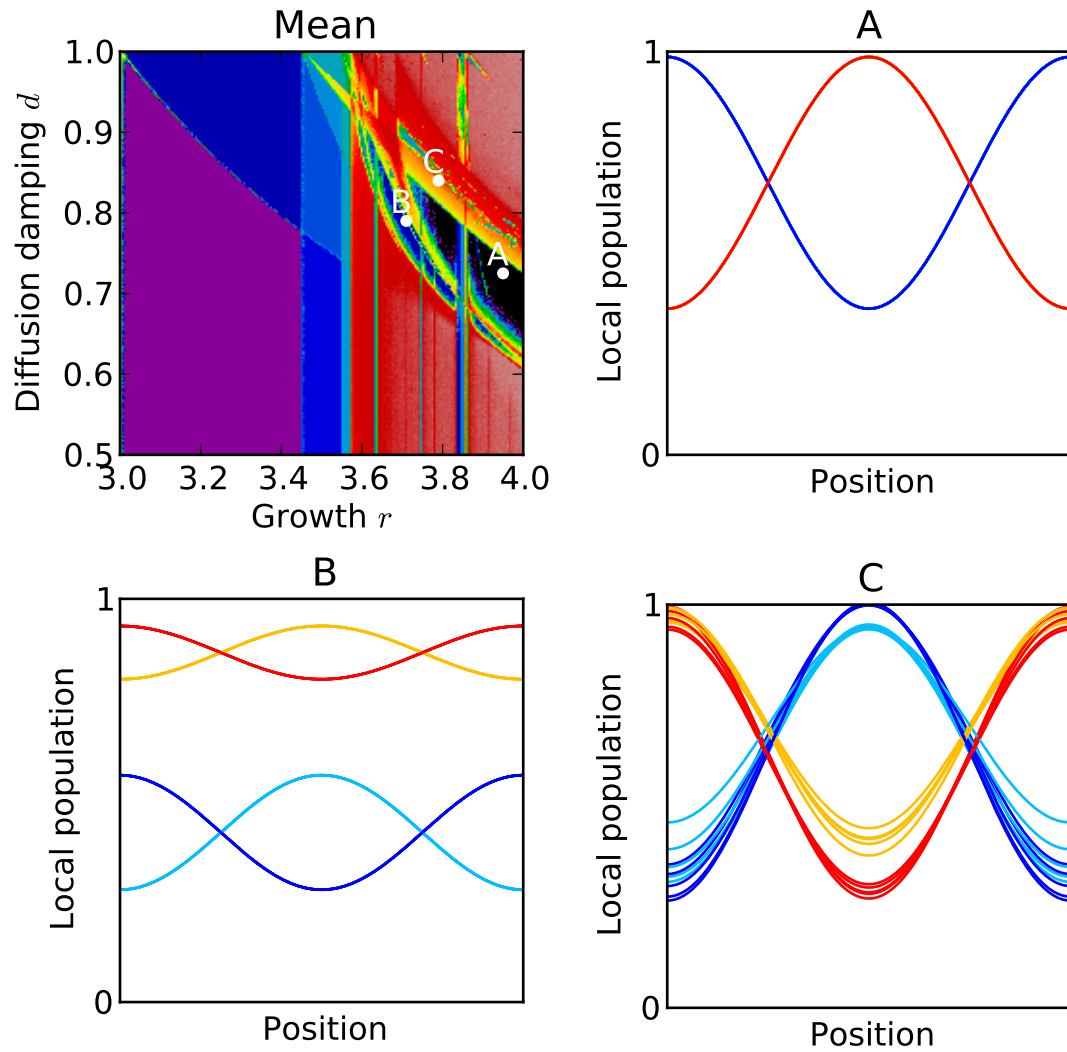 Mean
1.0
0.9
0.8
0.7
0.6
0.5
Diffusion damping d
3.0 3.2 3.4 3.6 3.8 4.0
Growth r
C
B
A
A
1
0
Local population
Position
B
1
0
Local population
Position
C
1
0
Local population
Position